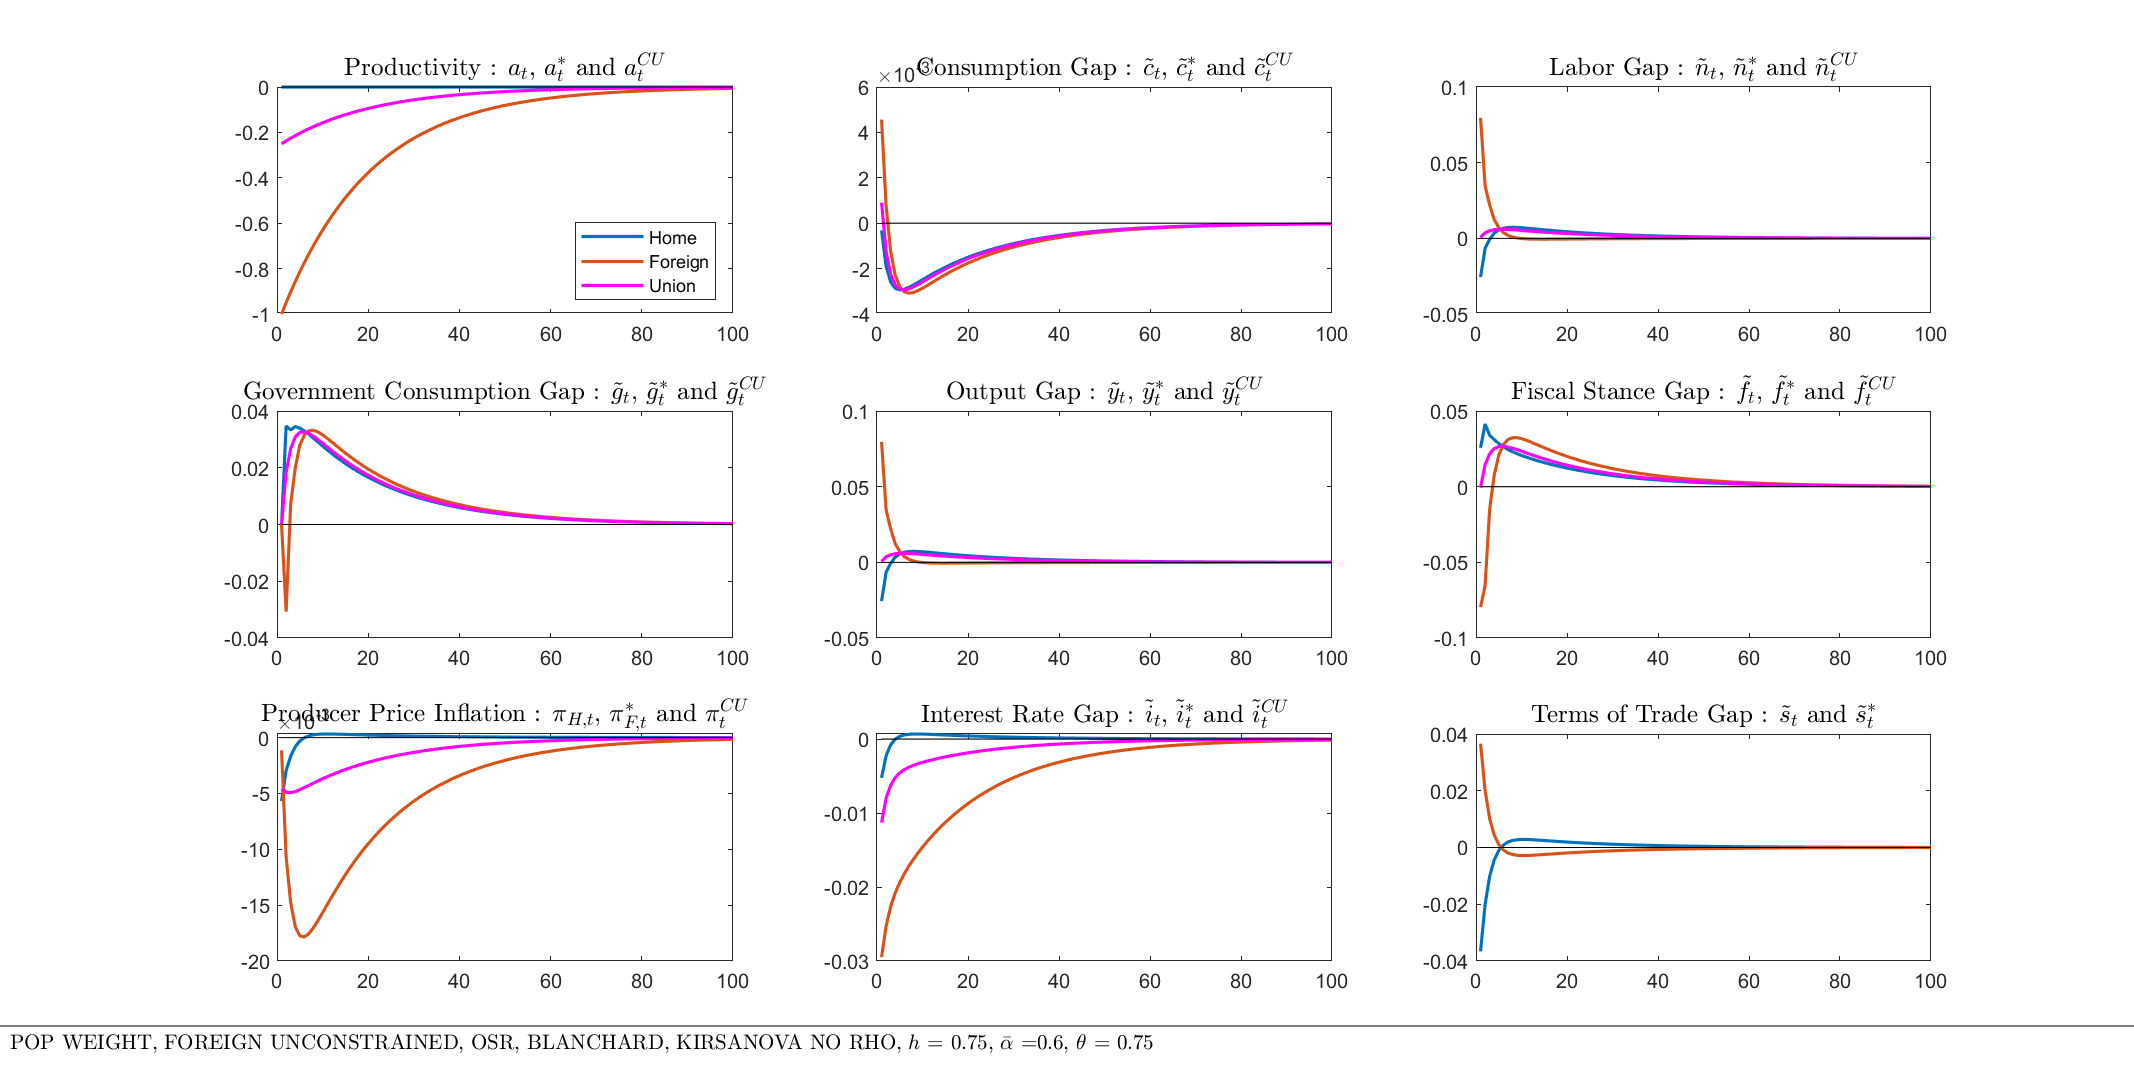 Productivity : a_t, a_t^* and a_t^{CU}
0
-0.2
-0.4
-0.6
-0.8
-1
0 20 40 60 80 100
Home
Foreign
Union
Consumption Gap : c̃_t, c̃_t^* and c̃_t^{CU}
×10^{-3}
6
4
2
0
-2
-4
0 20 40 60 80 100
Labor Gap : ñ_t, ñ_t^* and ñ_t^{CU}
0.1
0.05
0
-0.05
0 20 40 60 80 100
Government Consumption Gap : g̃_t, g̃_t^* and g̃_t^{CU}
0.04
0.02
0
-0.02
-0.04
0 20 40 60 80 100
Output Gap : ỹ_t, ỹ_t^* and ỹ_t^{CU}
0.1
0.05
0
-0.05
0 20 40 60 80 100
Fiscal Stance Gap : f̃_t, f̃_t^* and f̃_t^{CU}
0.05
0
-0.05
-0.1
0 20 40 60 80 100
Producer Price Inflation : π_{H,t}, π_{F,t}^* and π_t^{CU}
×10^{-3}
0
-5
-10
-15
-20
0 20 40 60 80 100
Interest Rate Gap : ĩ_t, ĩ_t^* and ĩ_t^{CU}
0
-0.01
-0.02
-0.03
0 20 40 60 80 100
Terms of Trade Gap : s̃_t and s̃_t^*
0.04
0.02
0
-0.02
-0.04
0 20 40 60 80 100
POP WEIGHT, FOREIGN UNCONSTRAINED, OSR, BLANCHARD, KIRSANOVA NO RHO, h = 0.75, ᾱ =0.6, θ = 0.75